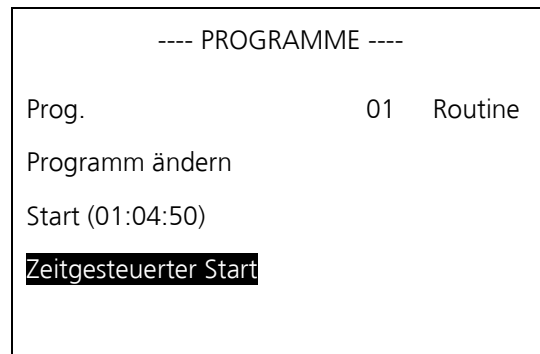 ---- PROGRAMME ----
Prog. 01 Routine
Programm ändern
Start (01:04:50)
Zeitgesteuerter Start